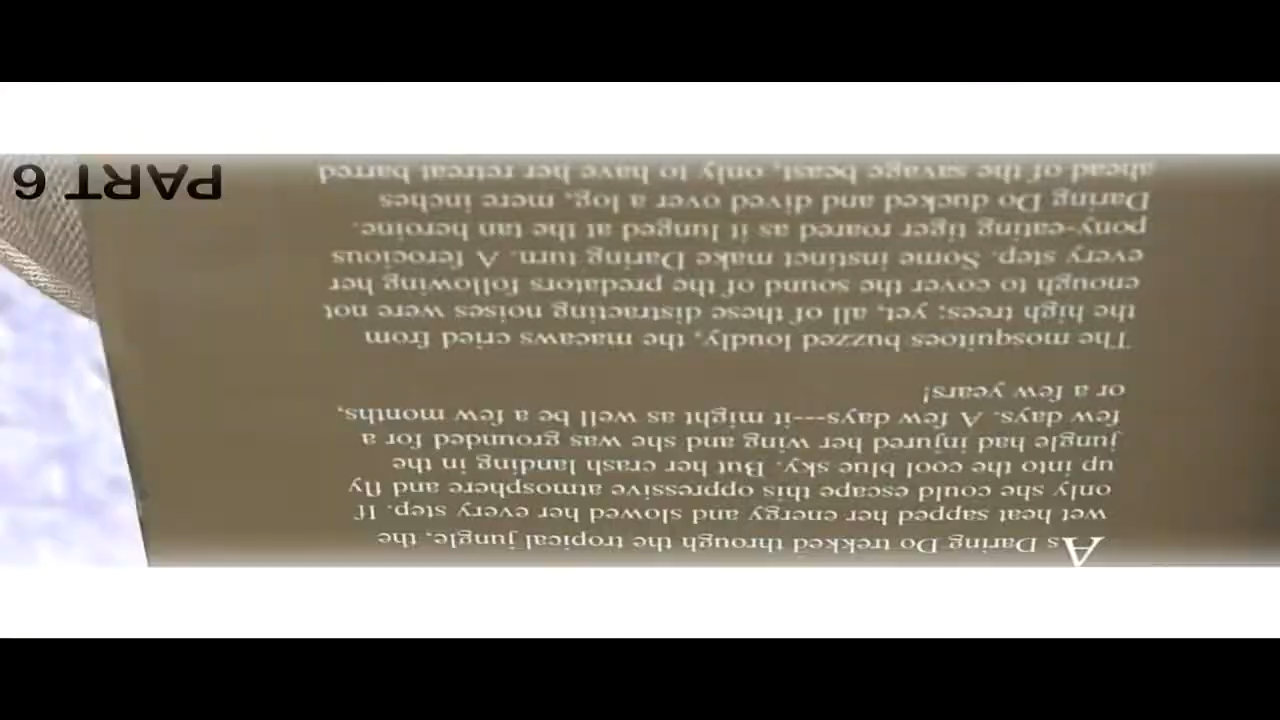 As Daring Do trekked through the tropical jungle, the
wet heat sapped her energy and slowed her every step. If
only she could escape this oppressive atmosphere and fly
up into the cool blue sky. But her crash landing in the
jungle had injured her wing and she was grounded for a
few days. A few days---it might as well be a few months,
or a few years!
The mosquitoes buzzed loudly, the macaws cried from
the high trees; yet, all of these distracting noises were not
enough to cover the sound of the predators following her
every step. Some instinct make Daring turn. A ferocious
pony-eating tiger roared as it lunged at the tan heroine.
Daring Do ducked and dived over a log, mere inches
ahead of the savage beast, only to have her retreat barred
PART 6